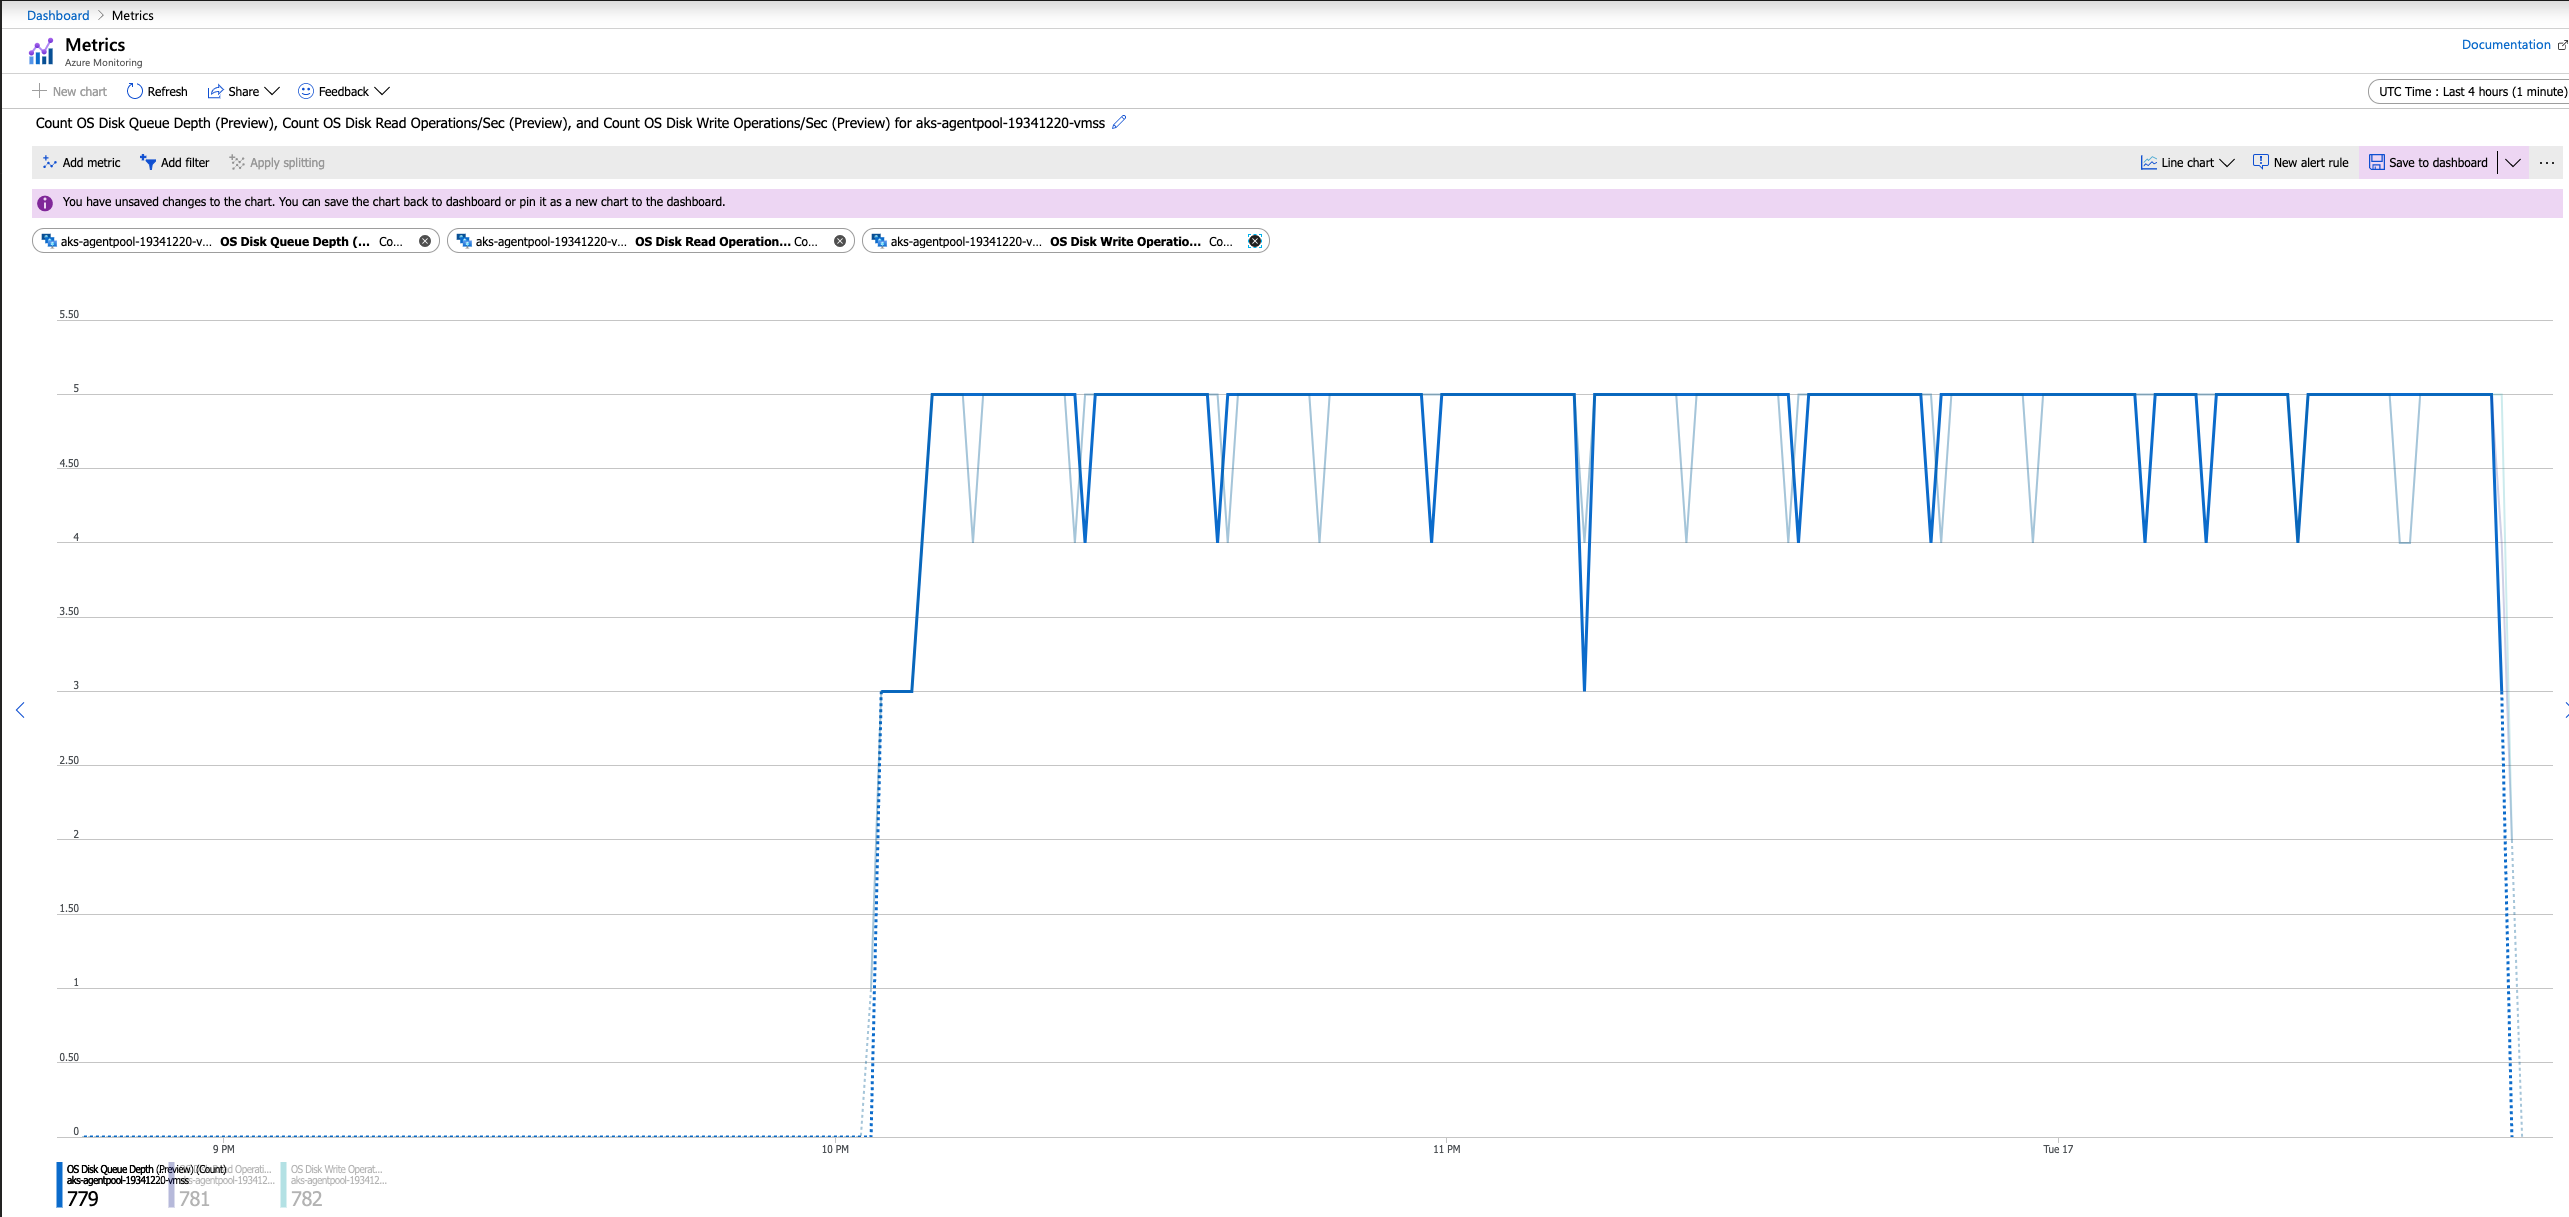 Dashboard > Metrics
Metrics
Azure Monitoring
Documentation
New chart Refresh Share Feedback
UTC Time : Last 4 hours (1 minute)
Count OS Disk Queue Depth (Preview), Count OS Disk Read Operations/Sec (Preview), and Count OS Disk Write Operations/Sec (Preview) for aks-agentpool-19341220-vmss
Add metric Add filter Apply splitting Line chart New alert rule Save to dashboard ...
You have unsaved changes to the chart. You can save the chart back to dashboard or pin it as a new chart to the dashboard.
aks-agentpool-19341220-v... OS Disk Queue Depth (... Co... aks-agentpool-19341220-v... OS Disk Read Operation... Co... aks-agentpool-19341220-v... OS Disk Write Operatio... Co...
5.50
5
4.50
4
3.50
3
2.50
2
1.50
1
0.50
0
9 PM 10 PM 11 PM Tue 17
OS Disk Queue Depth (Preview) (Count) Operati... OS Disk Write Operat...
aks-agentpool-19341220-vmss s-agentpool-193412... aks-agentpool-193412...
779 781 782